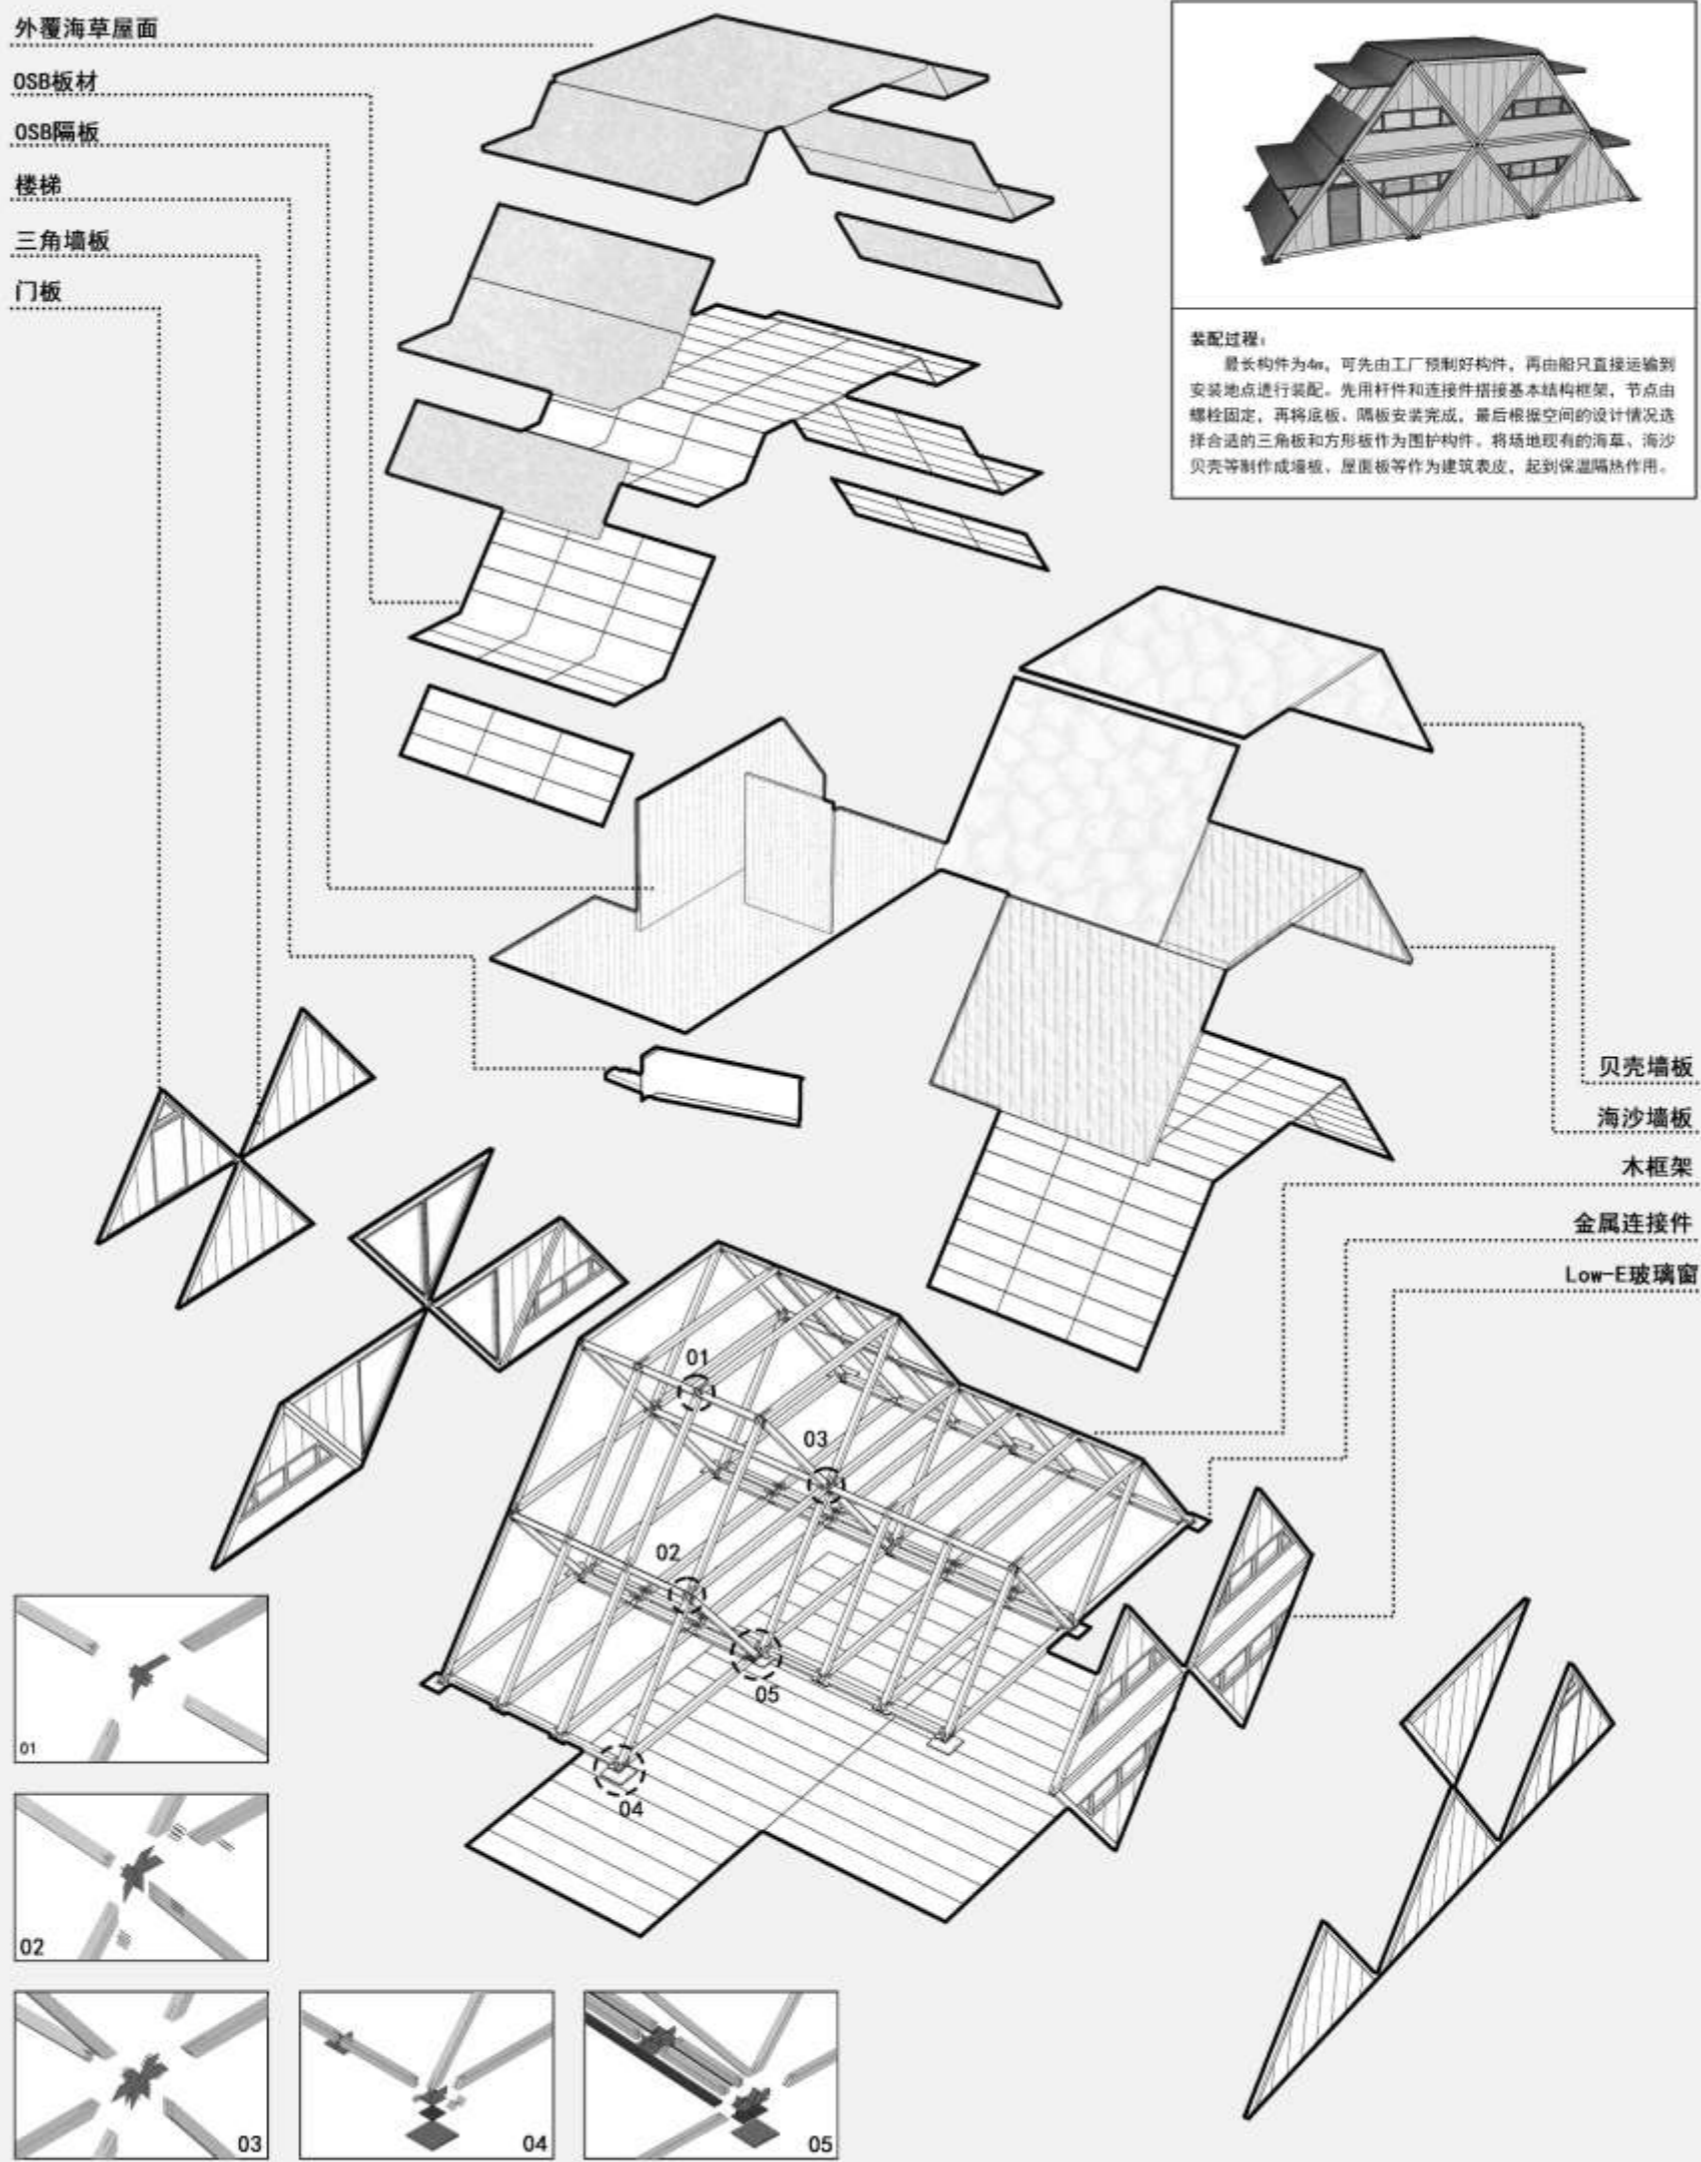 外覆海草屋面
OSB板材
OSB隔板
楼梯
三角墙板
门板
装配过程：
最长构件为4m，可先由工厂预制好构件，再由船只直接运输到
安装地点进行装配。先用杆件和连接件搭接基本结构框架，节点由
螺栓固定，再将底板、隔板安装完成，最后根据空间的设计情况选
择合适的三角板和方形板作为围护构件。将场地现有的海草、海沙
贝壳等制作成墙板、屋面板等作为建筑表皮，起到保温隔热作用。
贝壳墙板
海沙墙板
木框架
金属连接件
Low-E玻璃窗
01
03
02
05
04
01
02
03
04
05